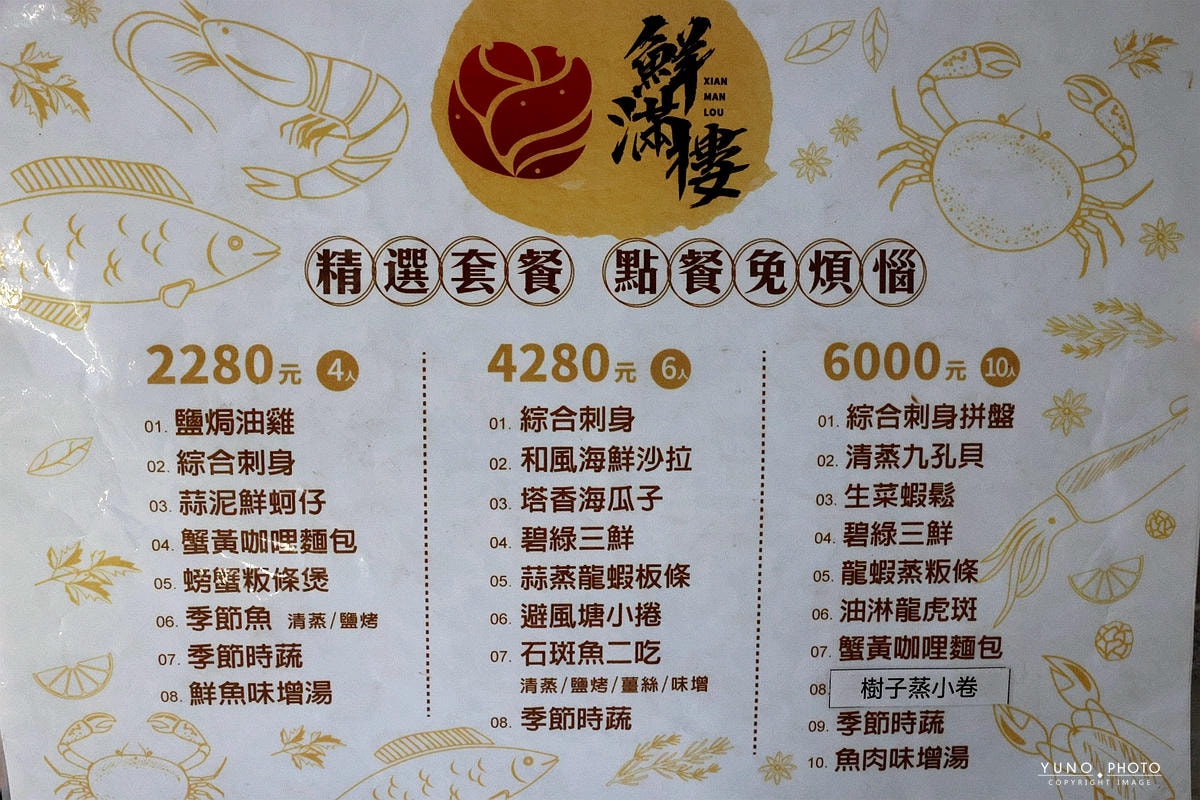 鮮滿樓
XIAN
MAN
LOU
精選套餐 點餐免煩惱
2280元 4人
01. 鹽焗油雞
02. 綜合刺身
03. 蒜泥鮮蚵仔
04. 蟹黃咖哩麵包
05. 螃蟹粄條煲
06. 季節魚 清蒸/鹽烤
07. 季節時蔬
08. 鮮魚味增湯
4280元 6人
01. 綜合刺身
02. 和風海鮮沙拉
03. 塔香海瓜子
04. 碧綠三鮮
05. 蒜蒸龍蝦板條
06. 避風塘小捲
07. 石斑魚二吃
清蒸/鹽烤/薑絲/味增
08. 季節時蔬
6000元 10人
01. 綜合刺身拼盤
02. 清蒸九孔貝
03. 生菜蝦鬆
04. 碧綠三鮮
05. 龍蝦蒸粄條
06. 油淋龍虎斑
07. 蟹黃咖哩麵包
08 樹子蒸小卷
09. 季節時蔬
10. 魚肉味增湯
YUNO PHOTO
COPYRIGHT IMAGE